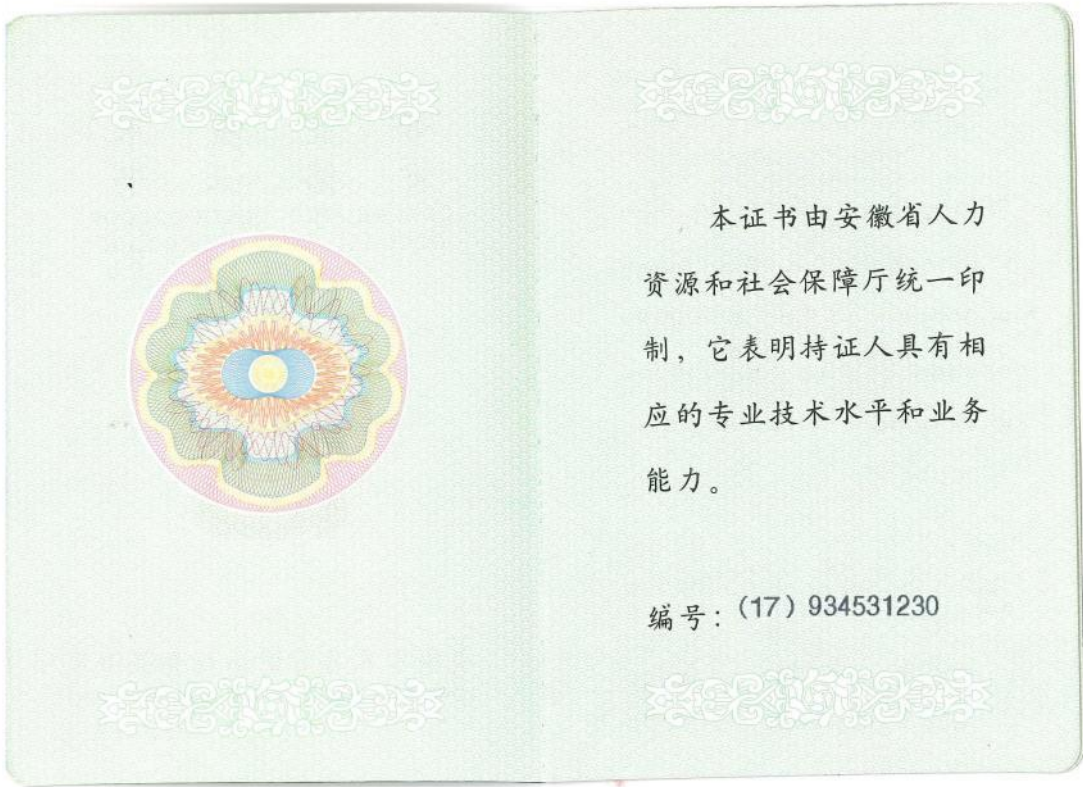 本证书由安徽省人力
资源和社会保障厅统一印
制，它表明持证人具有相
应的专业技术水平和业务
能力。
编号：(17) 934531230